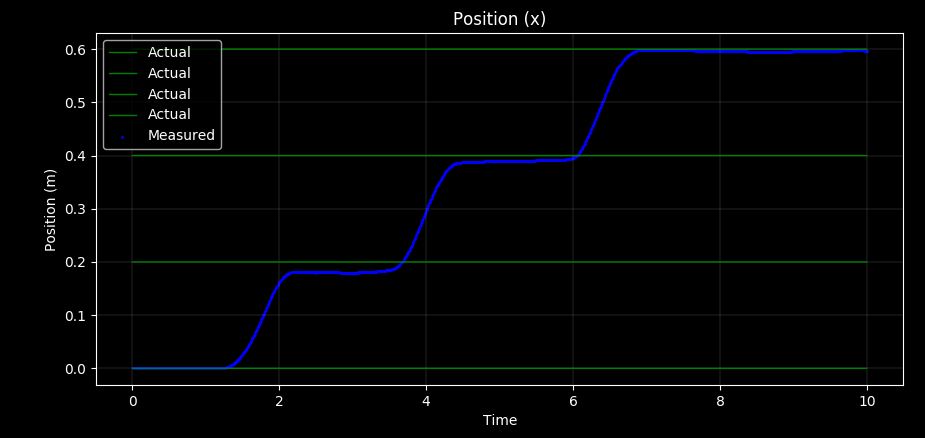 Position (x)
Actual
Actual
Actual
Actual
Measured
Position (m)
0.6
0.5
0.4
0.3
0.2
0.1
0.0
0 2 4 6 8 10
Time